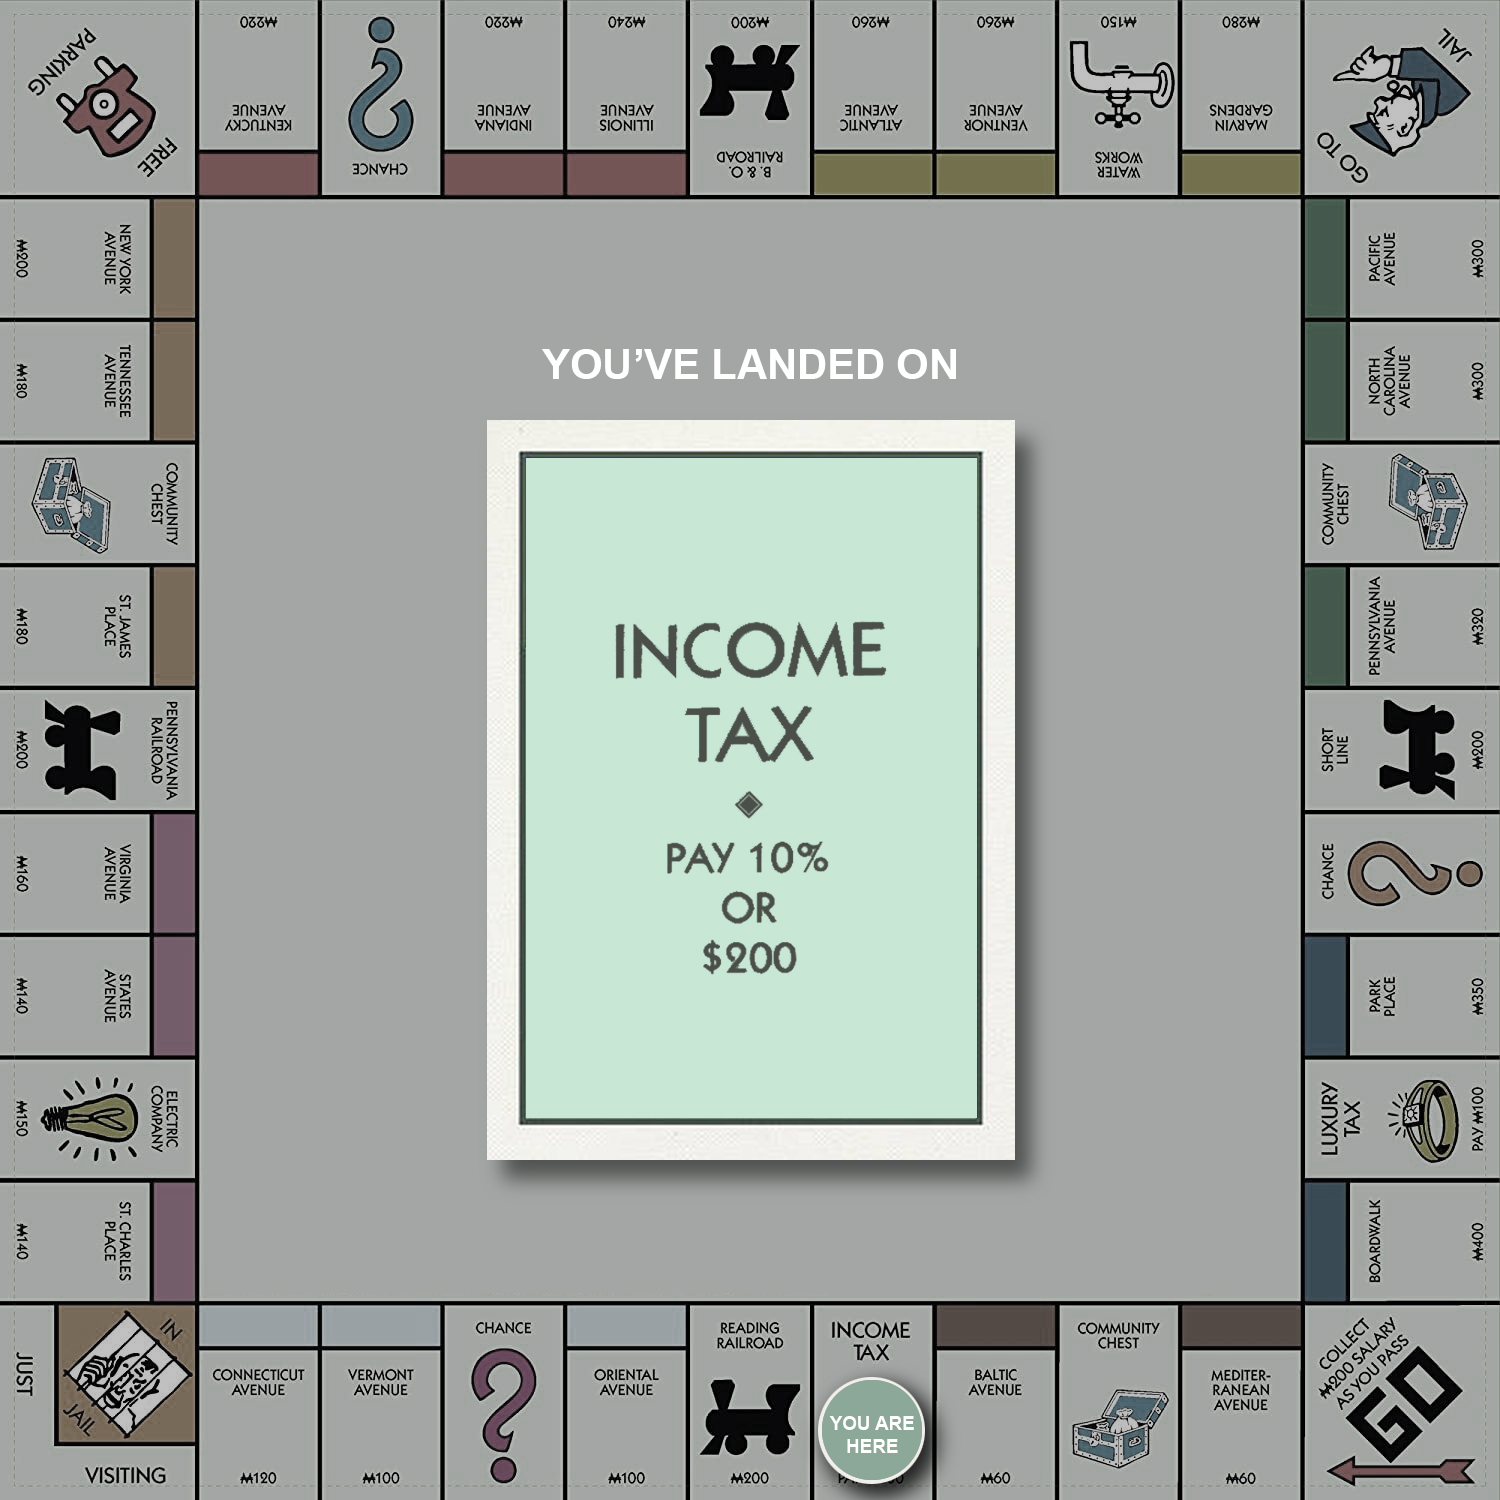 PARKING
FREE
₩220
KENTUCKY
AVENUE
CHANCE
₩220
INDIANA
AVENUE
₩240
ILLINOIS
AVENUE
₩200
B. & O.
RAILROAD
₩260
ATLANTIC
AVENUE
₩260
VENTNOR
AVENUE
₩150
WATER
WORKS
₩280
MARVIN
GARDENS
GO TO
JAIL
NEW YORK
AVENUE
₩200
TENNESSEE
AVENUE
₩180
COMMUNITY
CHEST
ST. JAMES
PLACE
₩180
PENNSYLVANIA
RAILROAD
₩200
VIRGINIA
AVENUE
₩160
STATES
AVENUE
₩140
ELECTRIC
COMPANY
₩150
ST. CHARLES
PLACE
₩140
YOU’VE LANDED ON
INCOME
TAX
PAY 10%
OR
$200
PACIFIC
AVENUE
₩300
NORTH
CAROLINA
AVENUE
₩300
COMMUNITY
CHEST
PENNSYLVANIA
AVENUE
₩320
SHORT
LINE
₩200
CHANCE
PARK
PLACE
₩350
LUXURY
TAX
PAY ₩100
BOARDWALK
₩400
JUST
VISITING
IN
JAIL
CONNECTICUT
AVENUE
₩120
VERMONT
AVENUE
₩100
CHANCE
ORIENTAL
AVENUE
₩100
READING
RAILROAD
₩200
INCOME
TAX
YOU ARE
HERE
BALTIC
AVENUE
₩60
COMMUNITY
CHEST
MEDITER-
RANEAN
AVENUE
₩60
COLLECT
₩200 SALARY
AS YOU PASS
GO